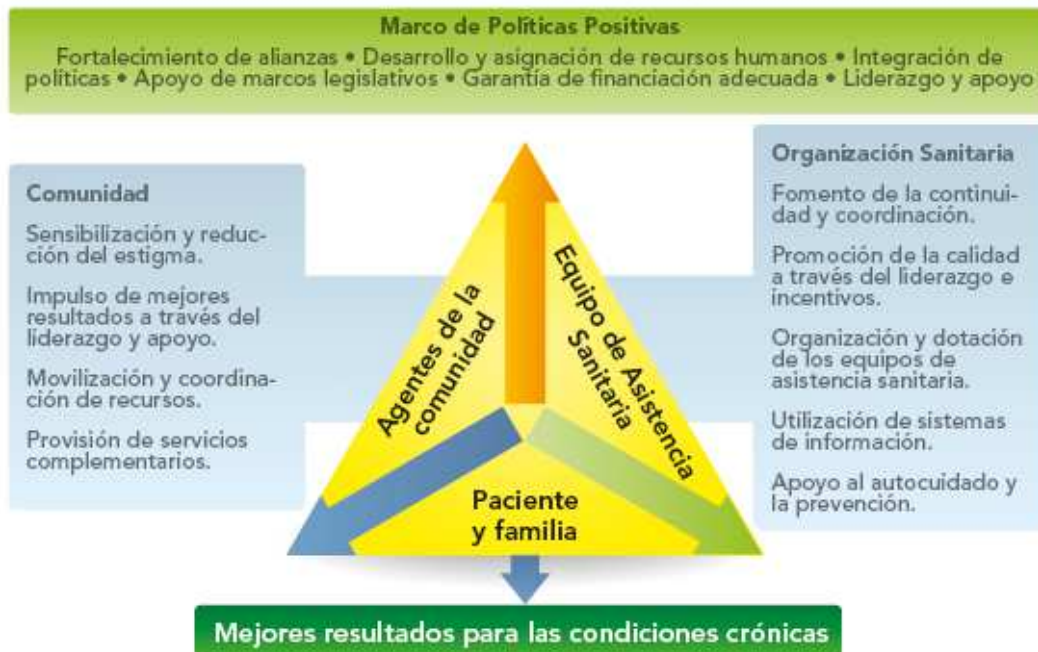 Marco de Políticas Positivas
Fortalecimiento de alianzas • Desarrollo y asignación de recursos humanos • Integración de
políticas • Apoyo de marcos legislativos • Garantía de financiación adecuada • Liderazgo y apoyo
Comunidad
Sensibilización y reduc-
ción del estigma.
Impulso de mejores
resultados a través del
liderazgo y apoyo.
Movilización y coordina-
ción de recursos.
Provisión de servicios
complementarios.
Agentes de la
comunidad
Equipo de Asistencia
Sanitaria
Paciente
y familia
Organización Sanitaria
Fomento de la continui-
dad y coordinación.
Promoción de la calidad
a través del liderazgo e
incentivos.
Organización y dotación
de los equipos de
asistencia sanitaria.
Utilización de sistemas
de información.
Apoyo al autocuidado y
la prevención.
Mejores resultados para las condiciones crónicas